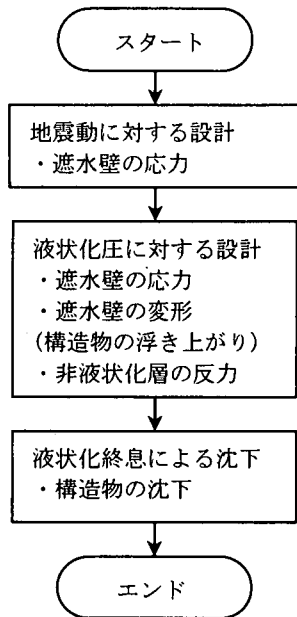 スタート
地震動に対する設計
・遮水壁の応力
液状化圧に対する設計
・遮水壁の応力
・遮水壁の変形
(構造物の浮き上がり)
・非液状化層の反力
液状化終息による沈下
・構造物の沈下
エンド